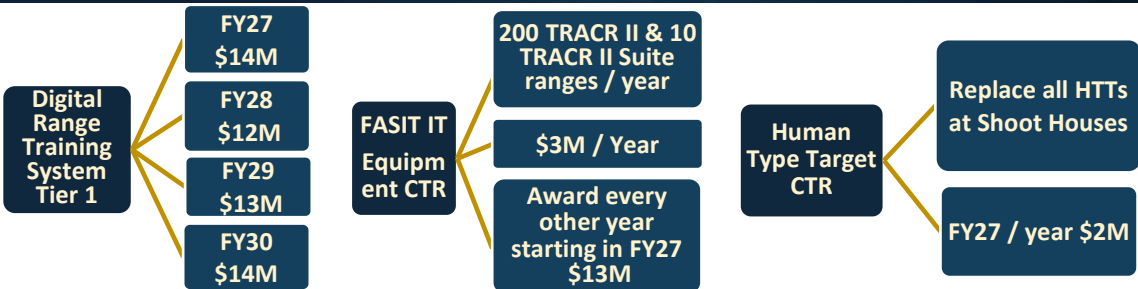 Digital
Range
Training
System
Tier 1
FY27
$14M
FY28
$12M
FY29
$13M
FY30
$14M
FASIT IT
Equipm
ent CTR
200 TRACR II & 10
TRACR II Suite
ranges / year
$3M / Year
Award every
other year
starting in FY27
$13M
Human
Type Target
CTR
Replace all HTTs
at Shoot Houses
FY27 / year $2M